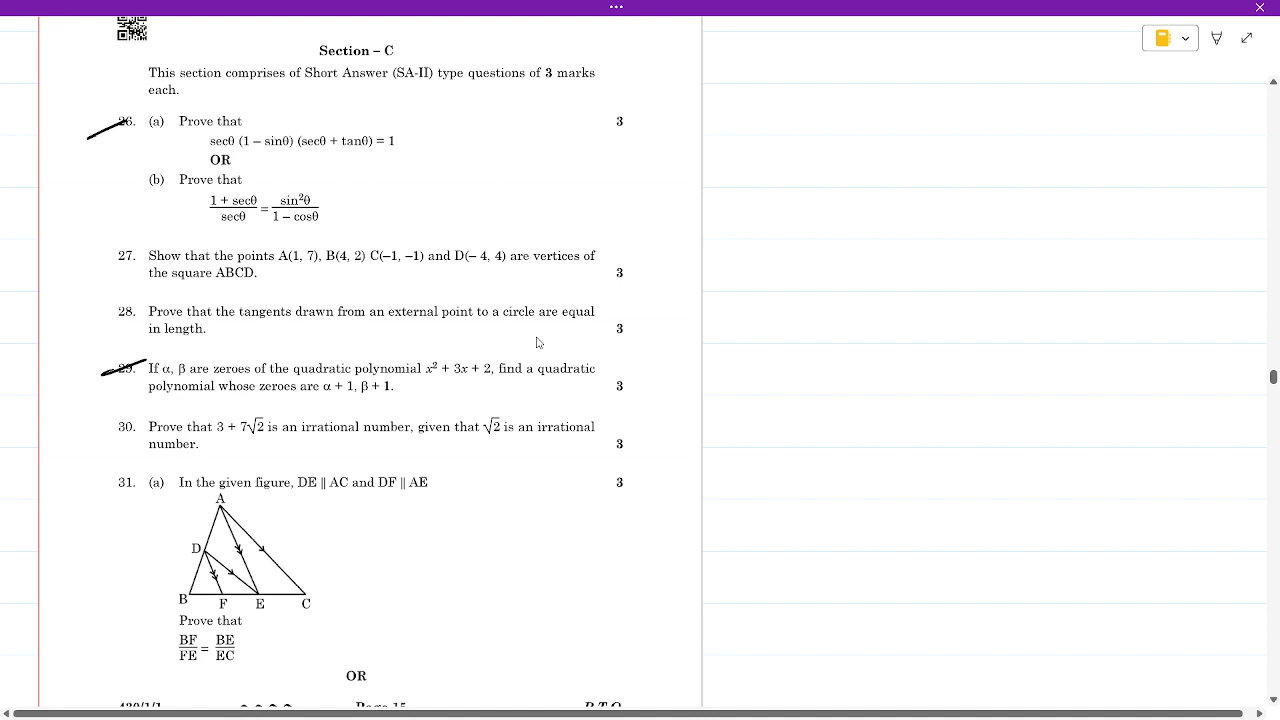 Section – C
This section comprises of Short Answer (SA-II) type questions of 3 marks
each.
26. (a) Prove that 3
secθ (1 – sinθ) (secθ + tanθ) = 1
OR
(b) Prove that
1 + secθ / secθ = sin²θ / 1 – cosθ
27. Show that the points A(1, 7), B(4, 2) C(–1, –1) and D(– 4, 4) are vertices of
the square ABCD. 3
28. Prove that the tangents drawn from an external point to a circle are equal
in length. 3
29. If α, β are zeroes of the quadratic polynomial x² + 3x + 2, find a quadratic
polynomial whose zeroes are α + 1, β + 1. 3
30. Prove that 3 + 7√2 is an irrational number, given that √2 is an irrational
number. 3
31. (a) In the given figure, DE || AC and DF || AE 3
A
D
B F E C
Prove that
BF / FE = BE / EC
OR
430/1/1 Page 15 P.T.O.